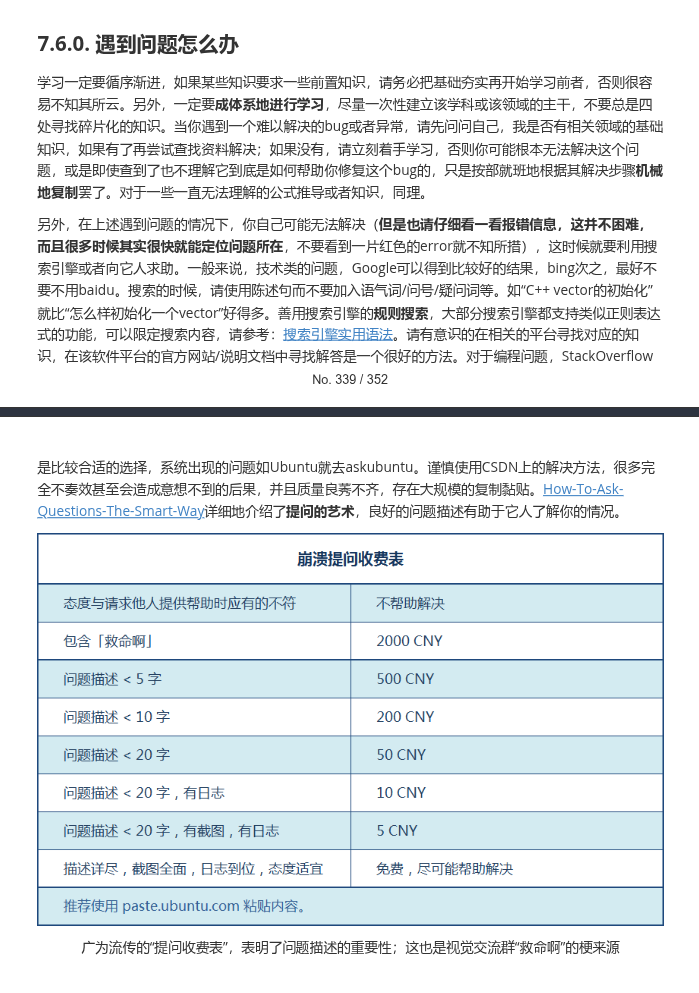 7.6.0. 遇到问题怎么办
学习一定要循序渐进，如果某些知识要求一些前置知识，请务必把基础夯实再开始学习前者，否则很容
易不知其所云。另外，一定要成体系地进行学习，尽量一次性建立该学科或该领域的主干，不要总是四
处寻找碎片化的知识。当你遇到一个难以解决的bug或者异常，请先问问自己，我是否有相关领域的基础
知识，如果有了再尝试查找资料解决；如果没有，请立刻着手学习，否则你可能根本无法解决这个问
题，或是即使查到了也不理解它到底是如何帮助你修复这个bug的，只是按部就班地根据其解决步骤机械
地复制罢了。对于一些一直无法理解的公式推导或者知识，同理。
另外，在上述遇到问题的情况下，你自己可能无法解决（但是也请仔细看一看报错信息，这并不困难，
而且很多时候其实很快就能定位问题所在，不要看到一片红色的error就不知所措），这时候就要利用搜
索引擎或者向它人求助。一般来说，技术类的问题，Google可以得到比较好的结果，bing次之，最好不
要不用baidu。搜索的时候，请使用陈述句而不要加入语气词/问号/疑问词等。如“C++ vector的初始化”
就比“怎么样初始化一个vector”好得多。善用搜索引擎的规则搜索，大部分搜索引擎都支持类似正则表达
式的功能，可以限定搜索内容，请参考：搜索引擎实用语法。请有意识的在相关的平台寻找对应的知
识，在该软件平台的官方网站/说明文档中寻找解答是一个很好的方法。对于编程问题，StackOverflow
No. 339 / 352
是比较合适的选择，系统出现的问题如Ubuntu就去askubuntu。谨慎使用CSDN上的解决方法，很多完
全不奏效甚至会造成意想不到的后果，并且质量良莠不齐，存在大规模的复制黏贴。How-To-Ask-
Questions-The-Smart-Way详细地介绍了提问的艺术，良好的问题描述有助于它人了解你的情况。
崩溃提问收费表
态度与请求他人提供帮助时应有的不符 不帮助解决
包含「救命啊」 2000 CNY
问题描述 < 5 字 500 CNY
问题描述 < 10 字 200 CNY
问题描述 < 20 字 50 CNY
问题描述 < 20 字，有日志 10 CNY
问题描述 < 20 字，有截图，有日志 5 CNY
描述详尽，截图全面，日志到位，态度适宜 免费，尽可能帮助解决
推荐使用 paste.ubuntu.com 粘贴内容。
广为流传的“提问收费表”，表明了问题描述的重要性；这也是视觉交流群“救命啊”的梗来源